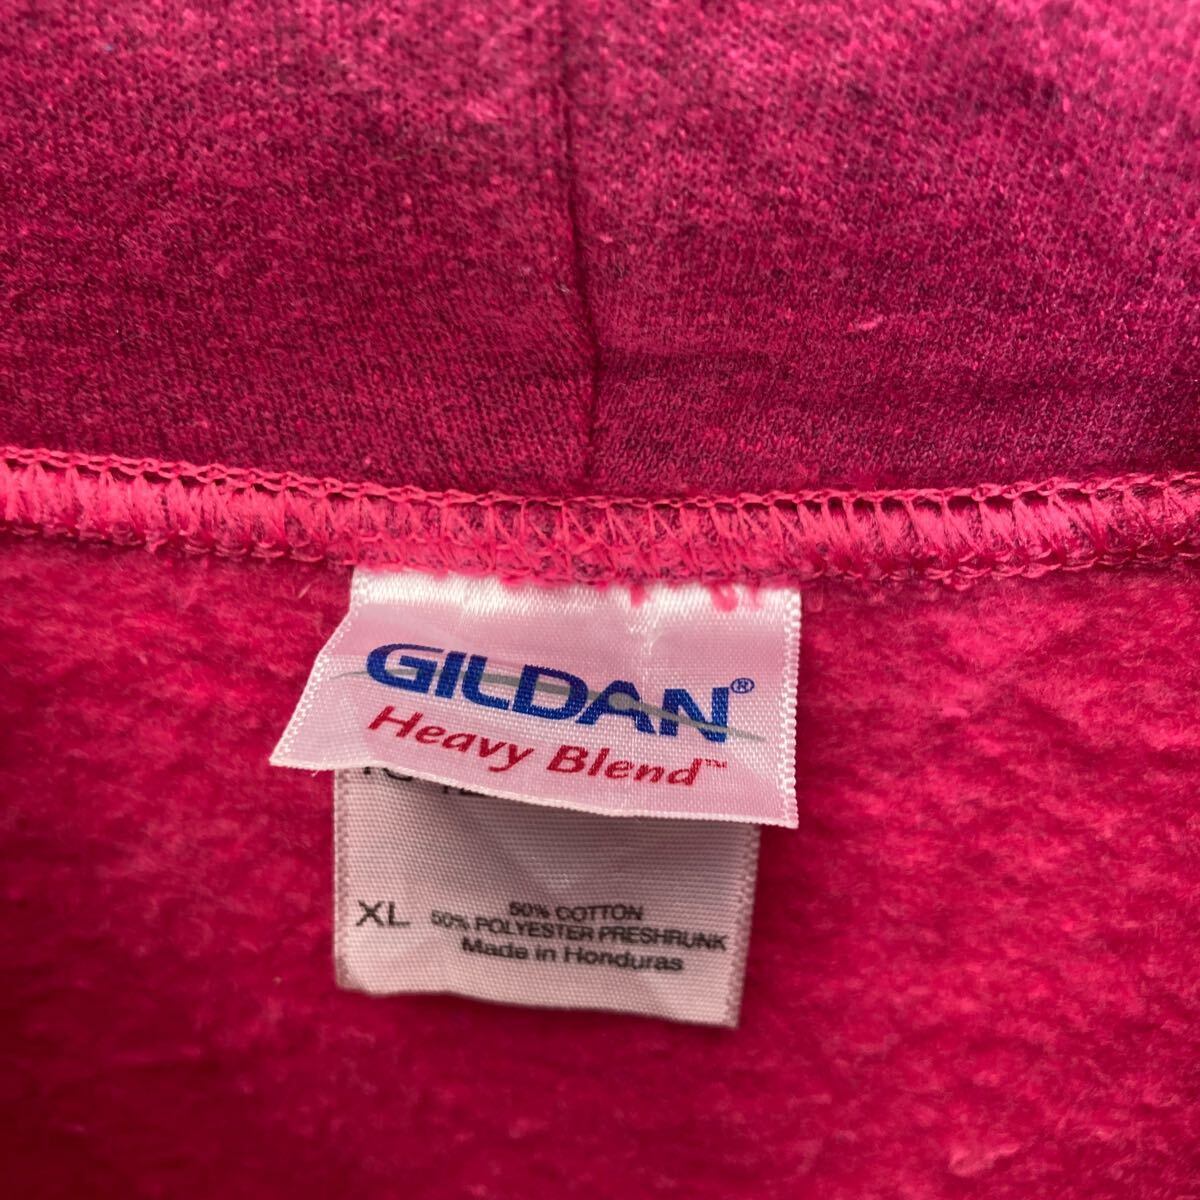 GILDAN®
Heavy Blend™
XL
50% COTTON
50% POLYESTER PRESHRUNK
Made in Honduras